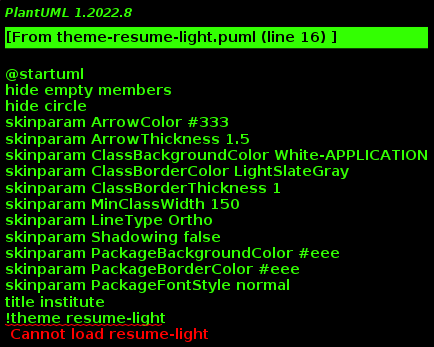 PlantUML 1.2022.8
[From theme-resume-light.puml (line 16) ]
@startuml
hide empty members
hide circle
skinparam ArrowColor #333
skinparam ArrowThickness 1.5
skinparam ClassBackgroundColor White-APPLICATION
skinparam ClassBorderColor LightSlateGray
skinparam ClassBorderThickness 1
skinparam MinClassWidth 150
skinparam LineType Ortho
skinparam Shadowing false
skinparam PackageBackgroundColor #eee
skinparam PackageBorderColor #eee
skinparam PackageFontStyle normal
title institute
!theme resume-light
Cannot load resume-light